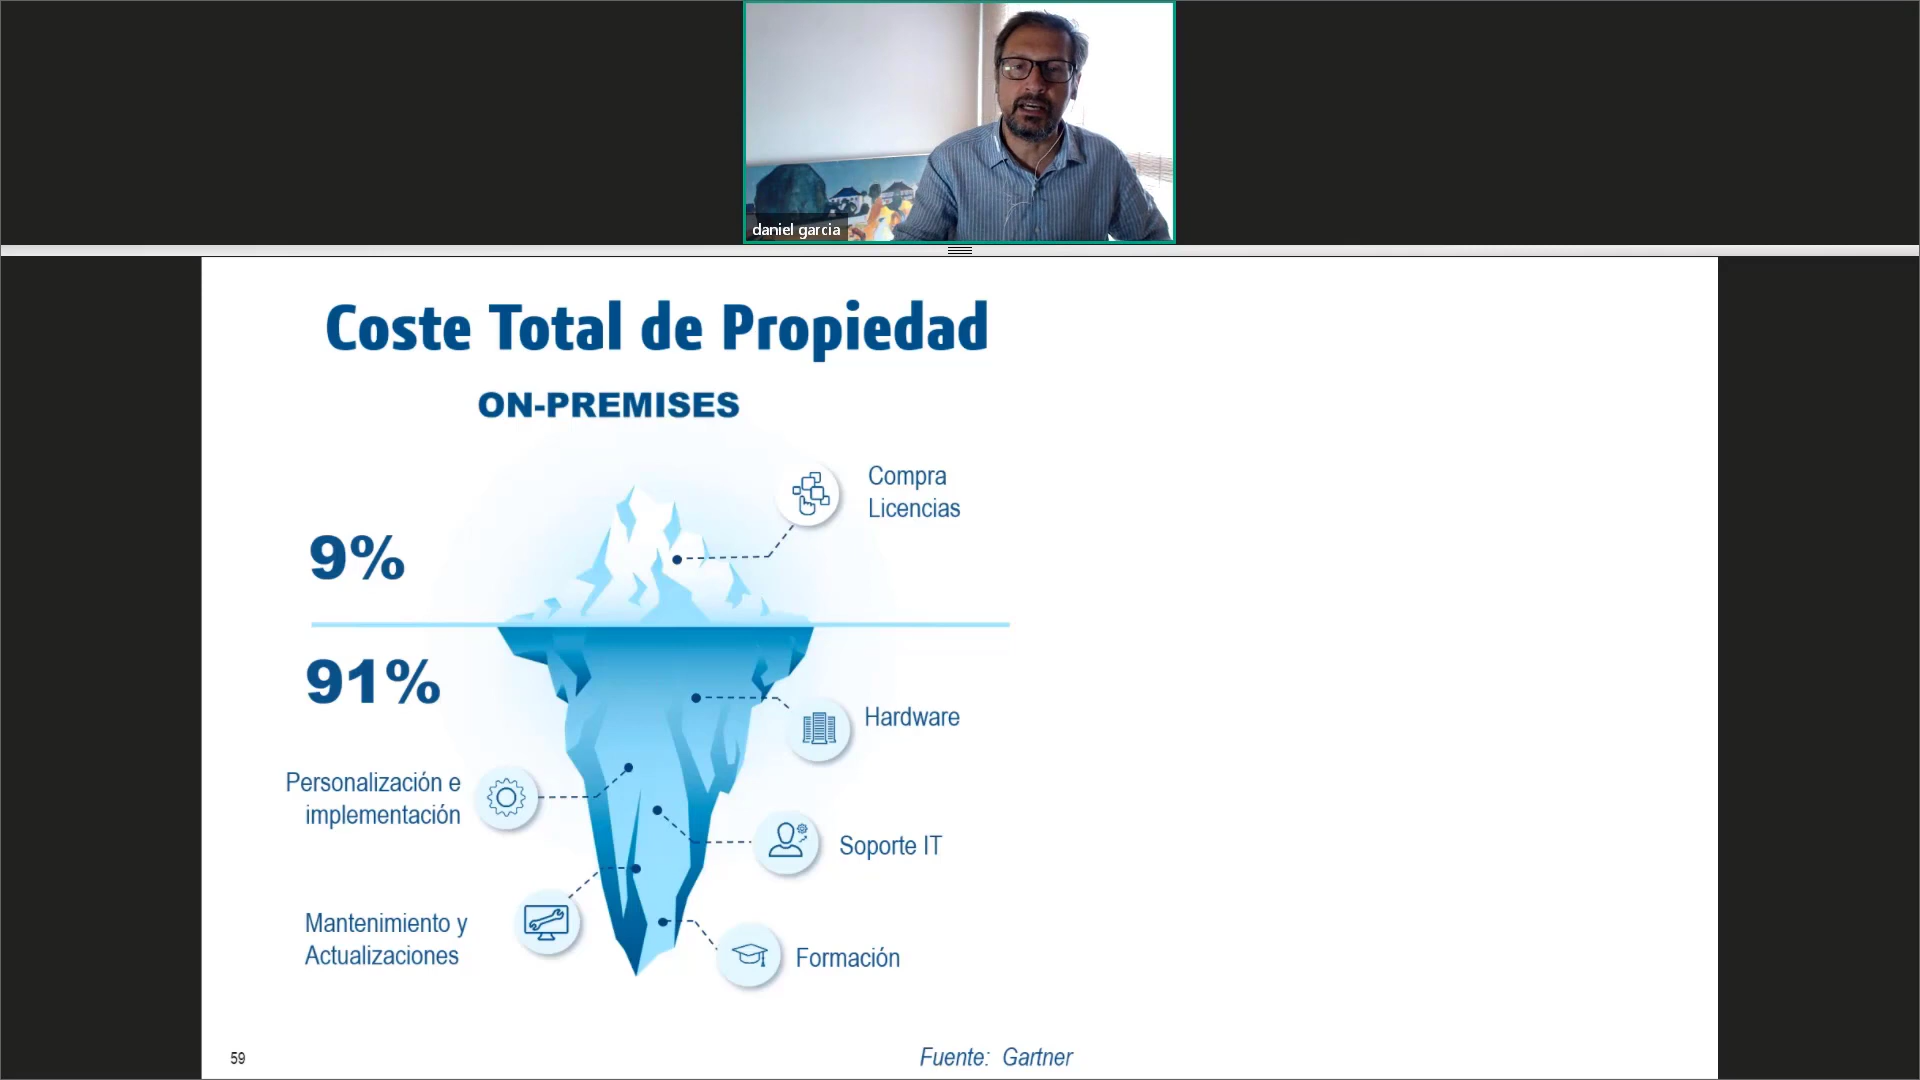 daniel garcia
Coste Total de Propiedad
ON-PREMISES
Compra
Licencias
9%
91%
Hardware
Personalización e
implementación
Soporte IT
Mantenimiento y
Actualizaciones
Formación
59
Fuente: Gartner